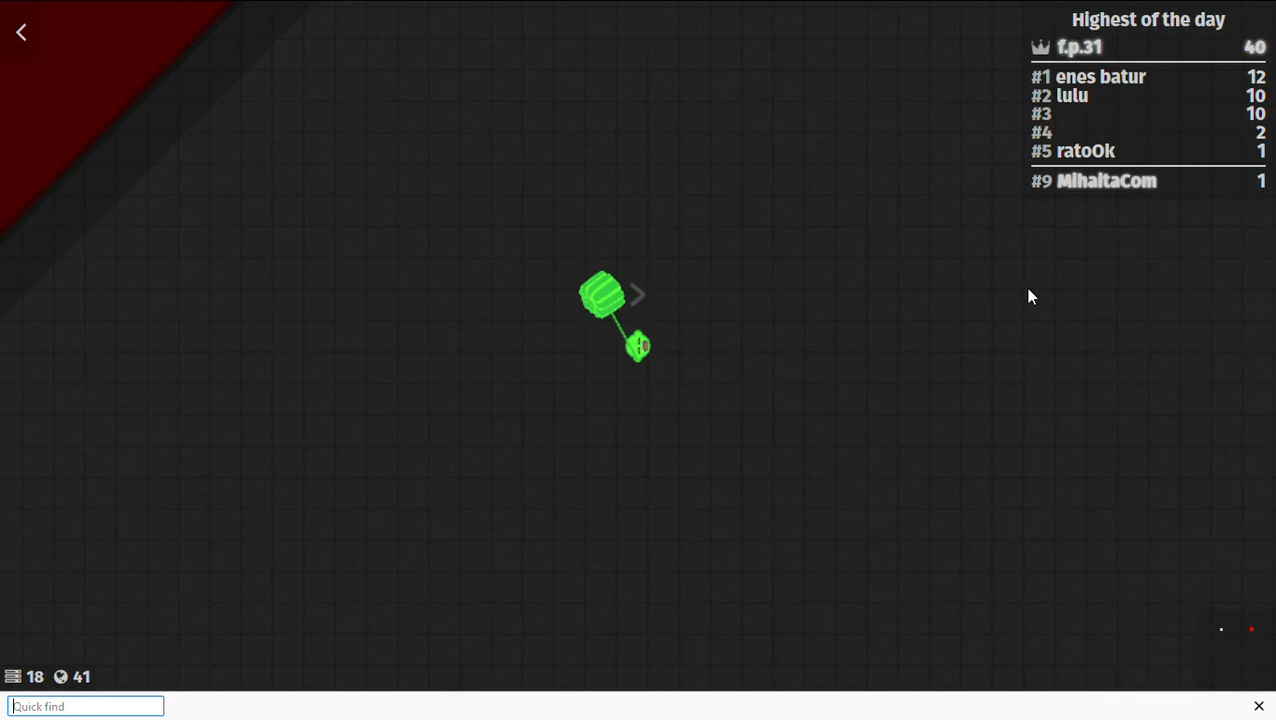 Highest of the day
f.p.31 40
#1 enes batur 12
#2 lulu 10
#3 10
#4 2
#5 ratoOk 1
#9 MihaitaCom 1
18 41
Quick find